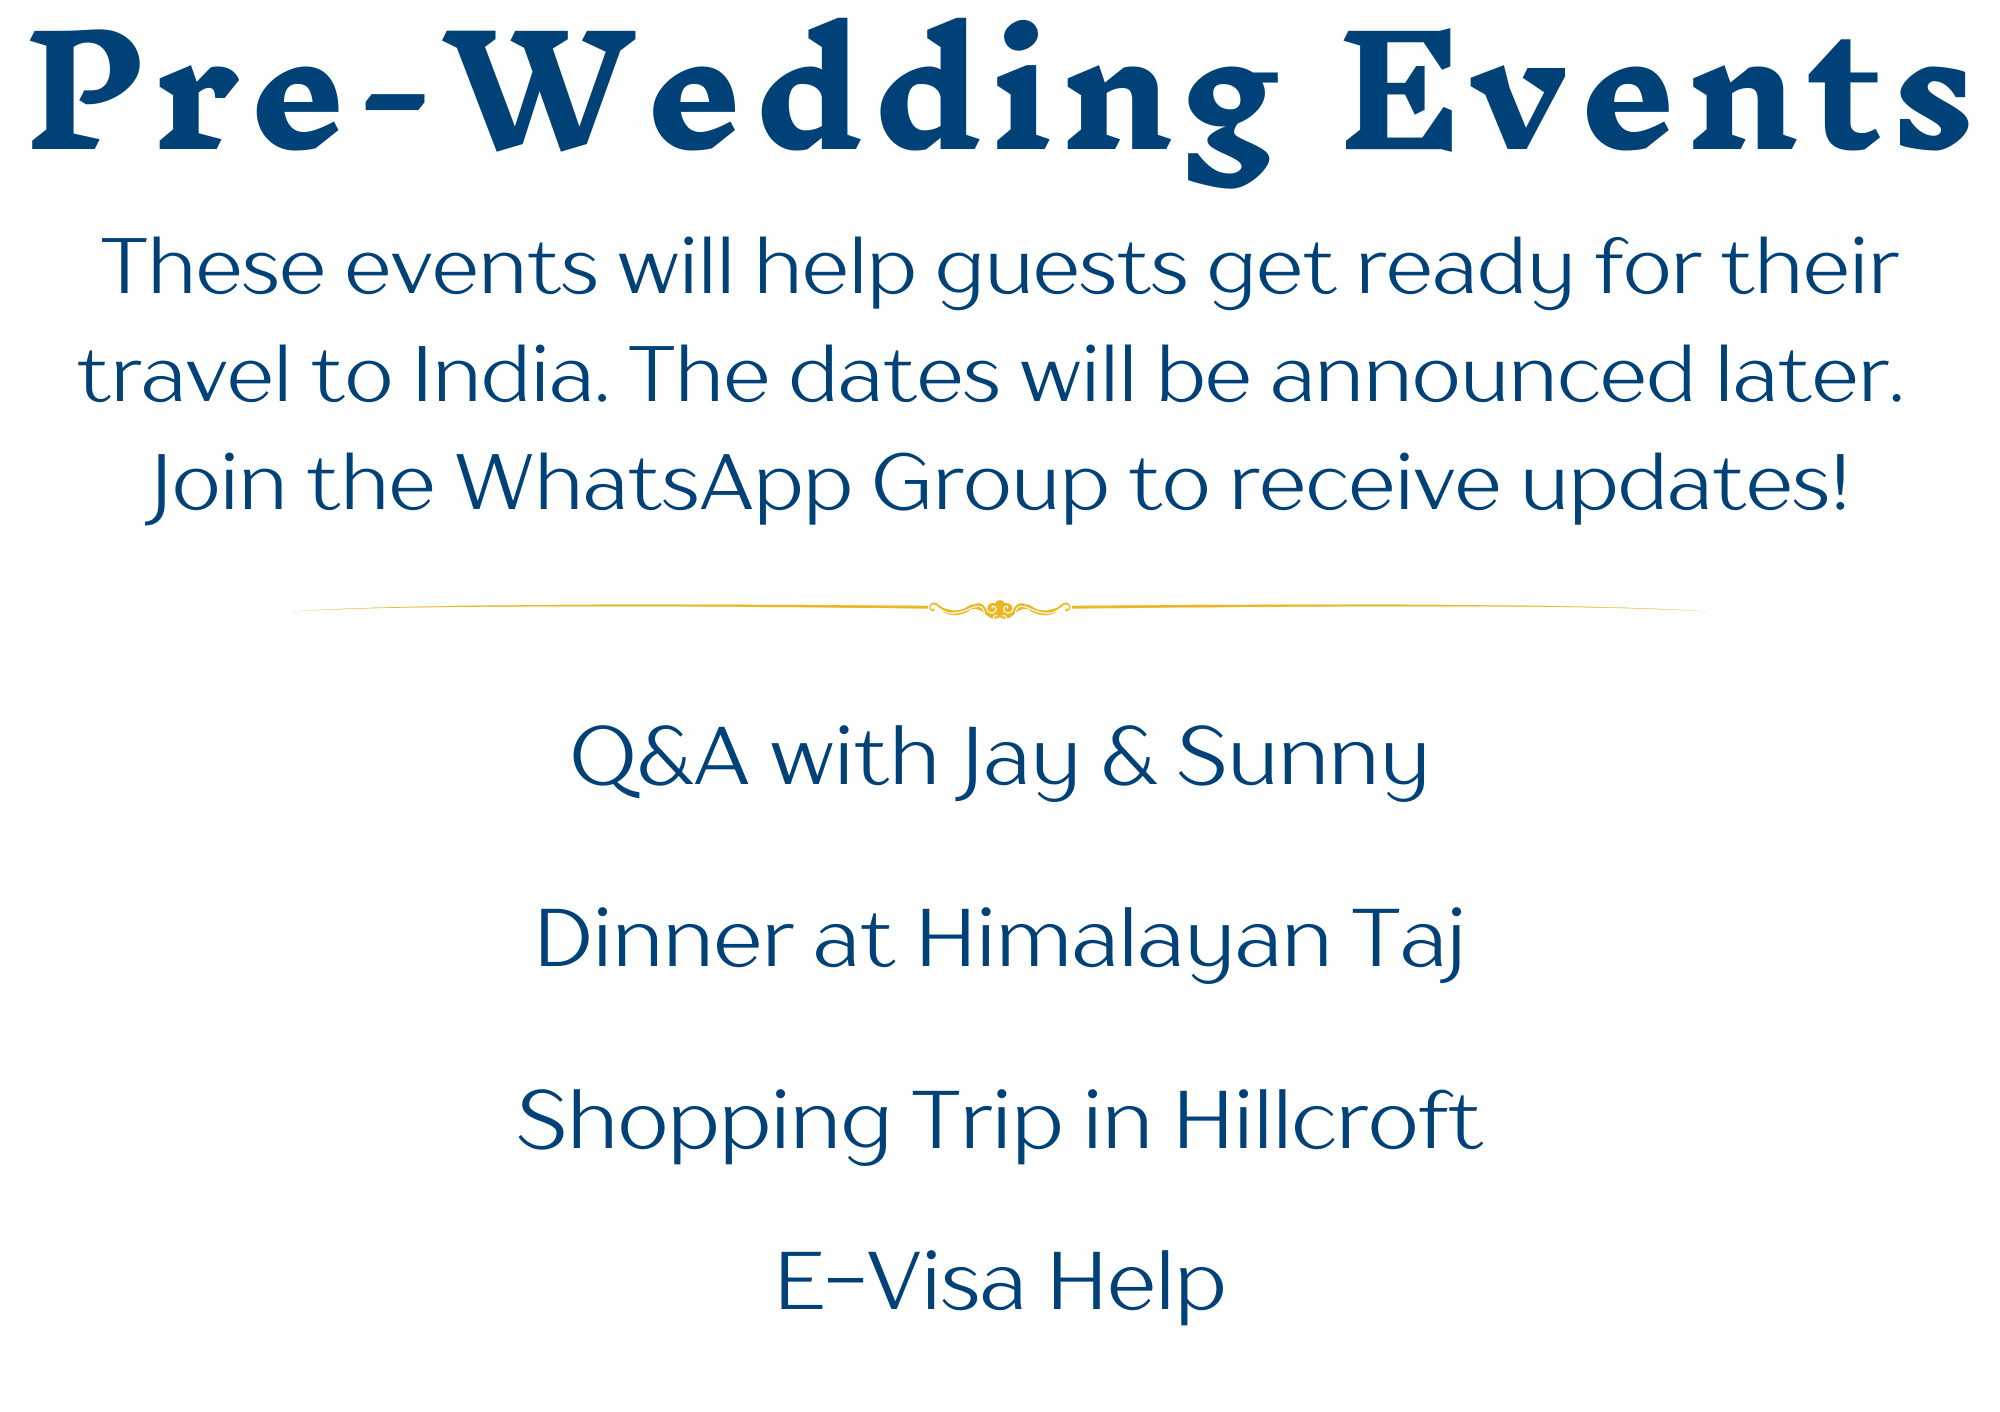 Pre-Wedding Events
These events will help guests get ready for their
travel to India. The dates will be announced later.
Join the WhatsApp Group to receive updates!
Q&A with Jay & Sunny
Dinner at Himalayan Taj
Shopping Trip in Hillcroft
E-Visa Help